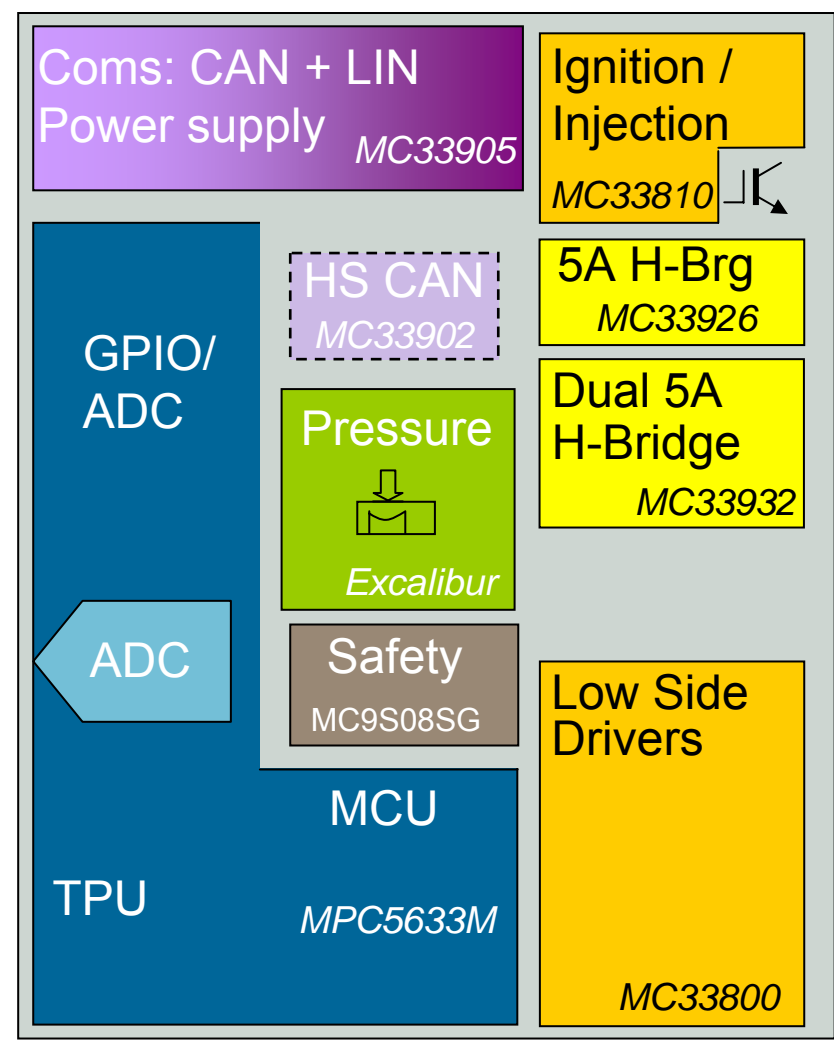 Coms: CAN + LIN
Power supply
MC33905
Ignition /
Injection
MC33810
HS CAN
MC33902
5A H-Brg
MC33926
GPIO/
ADC
Pressure
Excalibur
Dual 5A
H-Bridge
MC33932
ADC
Safety
MC9S08SG
Low Side
Drivers
MC33800
MCU
TPU
MPC5633M